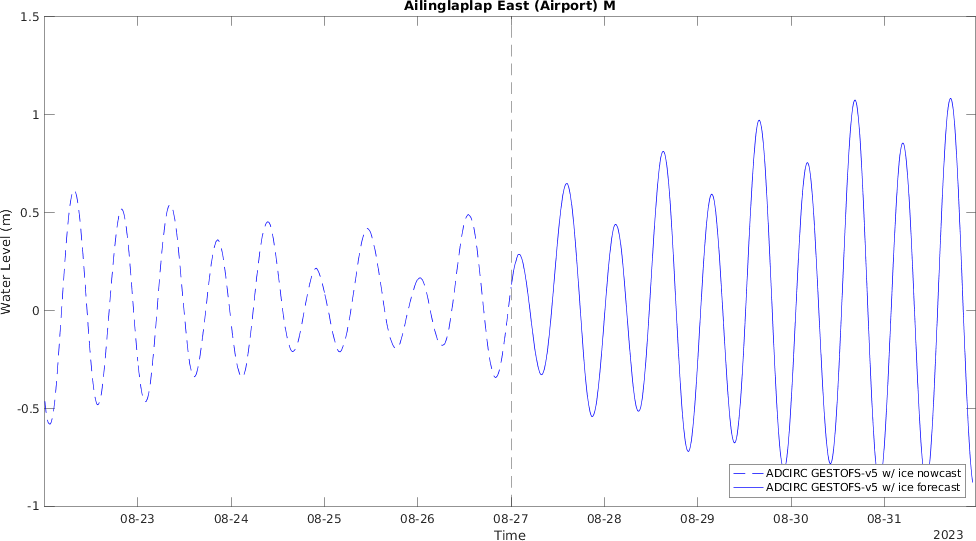 Ailinglaplap East (Airport) M
1.5
1
0.5
0
-0.5
-1
Water Level (m)
ADCIRC GESTOFS-v5 w/ ice nowcast
ADCIRC GESTOFS-v5 w/ ice forecast
08-23 08-24 08-25 08-26 08-27 08-28 08-29 08-30 08-31
Time
2023